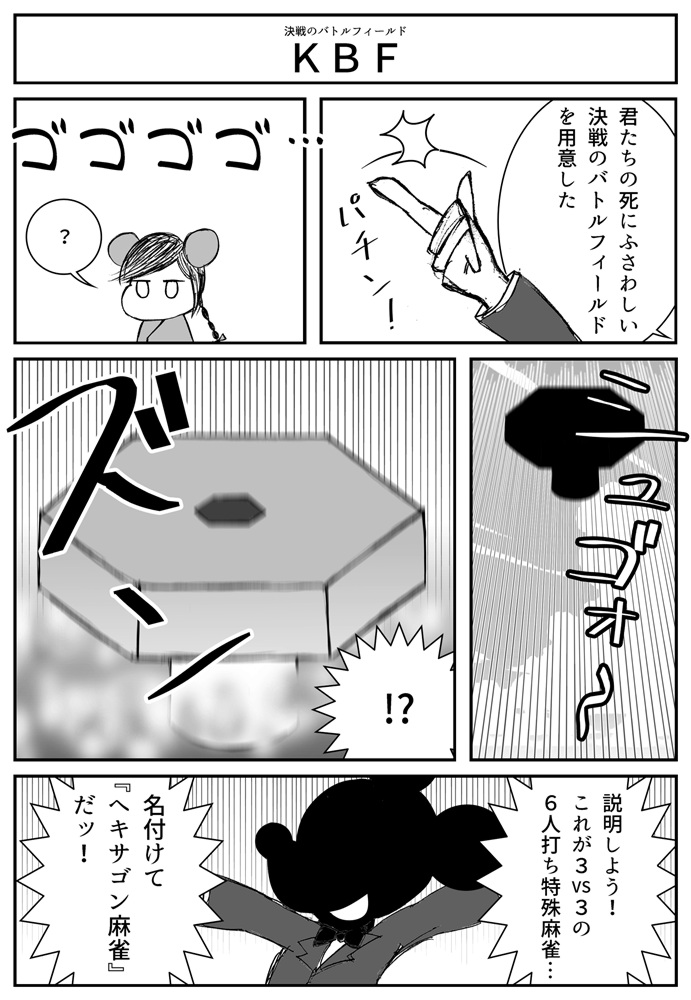 決戦のバトルフィールド
ＫＢＦ
君たちの死にふさわしい
決戦のバトルフィールド
を用意した
パチン！
ゴゴゴゴ…
？
ゴォ〜
ズン
!?
説明しよう！
これが３VS３の
６人打ち特殊麻雀…
名付けて
『ヘキサゴン麻雀』
だッ！